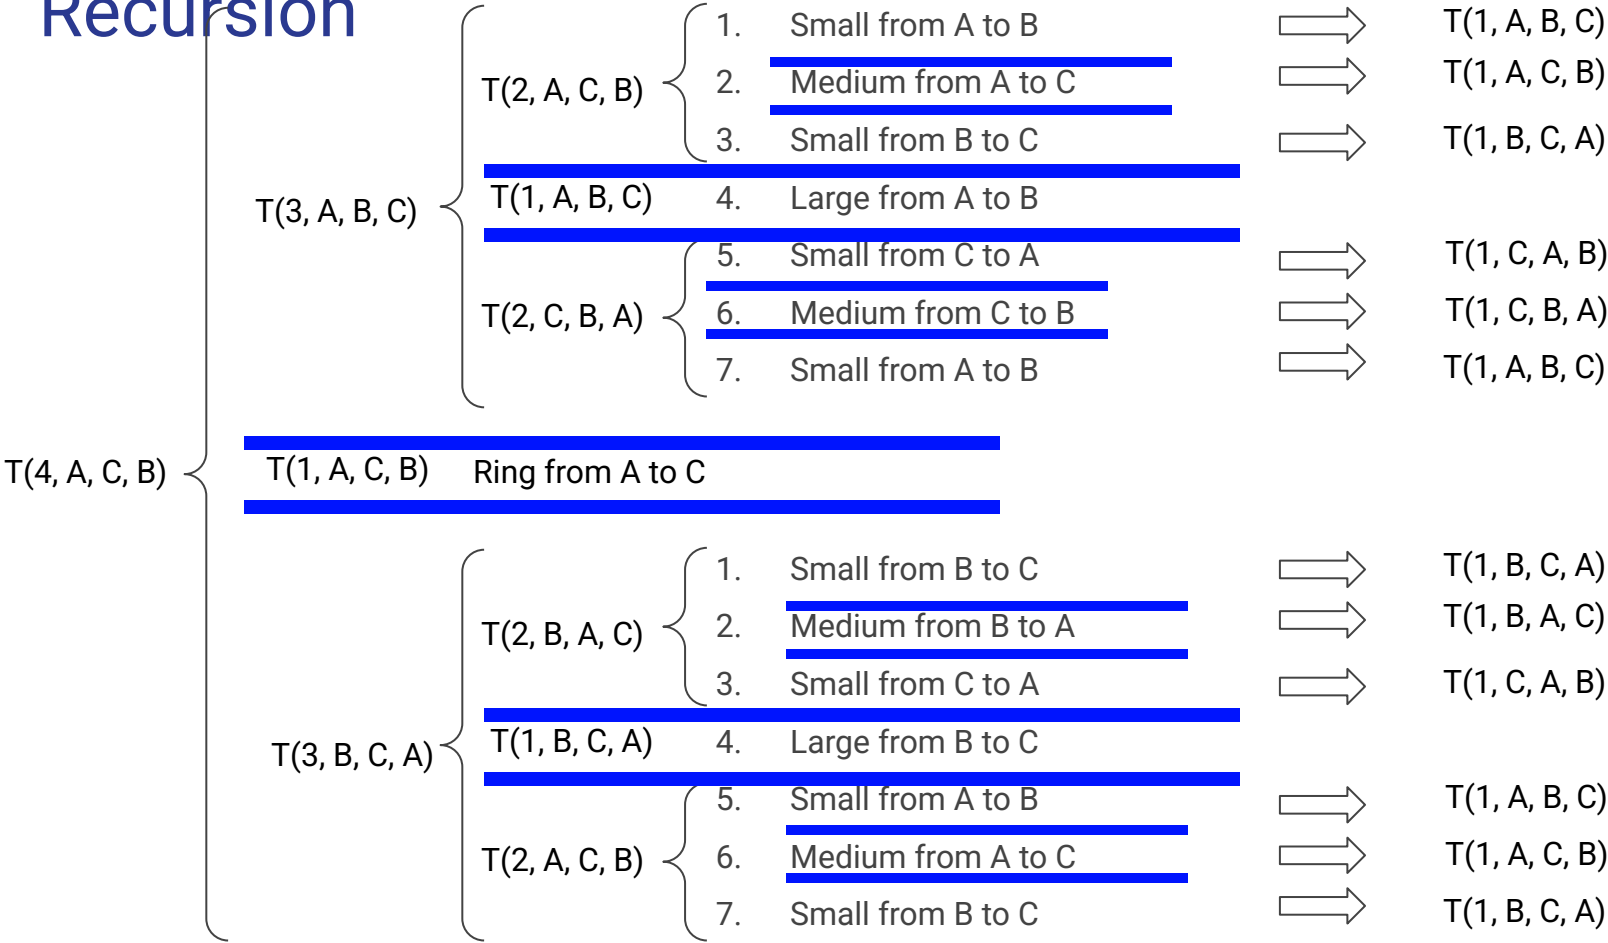 Recursion
1. Small from A to B T(1, A, B, C)
T(2, A, C, B) 2. Medium from A to C T(1, A, C, B)
3. Small from B to C T(1, B, C, A)
T(3, A, B, C) T(1, A, B, C) 4. Large from A to B
5. Small from C to A T(1, C, A, B)
T(2, C, B, A) 6. Medium from C to B T(1, C, B, A)
7. Small from A to B T(1, A, B, C)
T(4, A, C, B) T(1, A, C, B) Ring from A to C
1. Small from B to C T(1, B, C, A)
T(2, B, A, C) 2. Medium from B to A T(1, B, A, C)
3. Small from C to A T(1, C, A, B)
T(3, B, C, A) T(1, B, C, A) 4. Large from B to C
5. Small from A to B T(1, A, B, C)
T(2, A, C, B) 6. Medium from A to C T(1, A, C, B)
7. Small from B to C T(1, B, C, A)